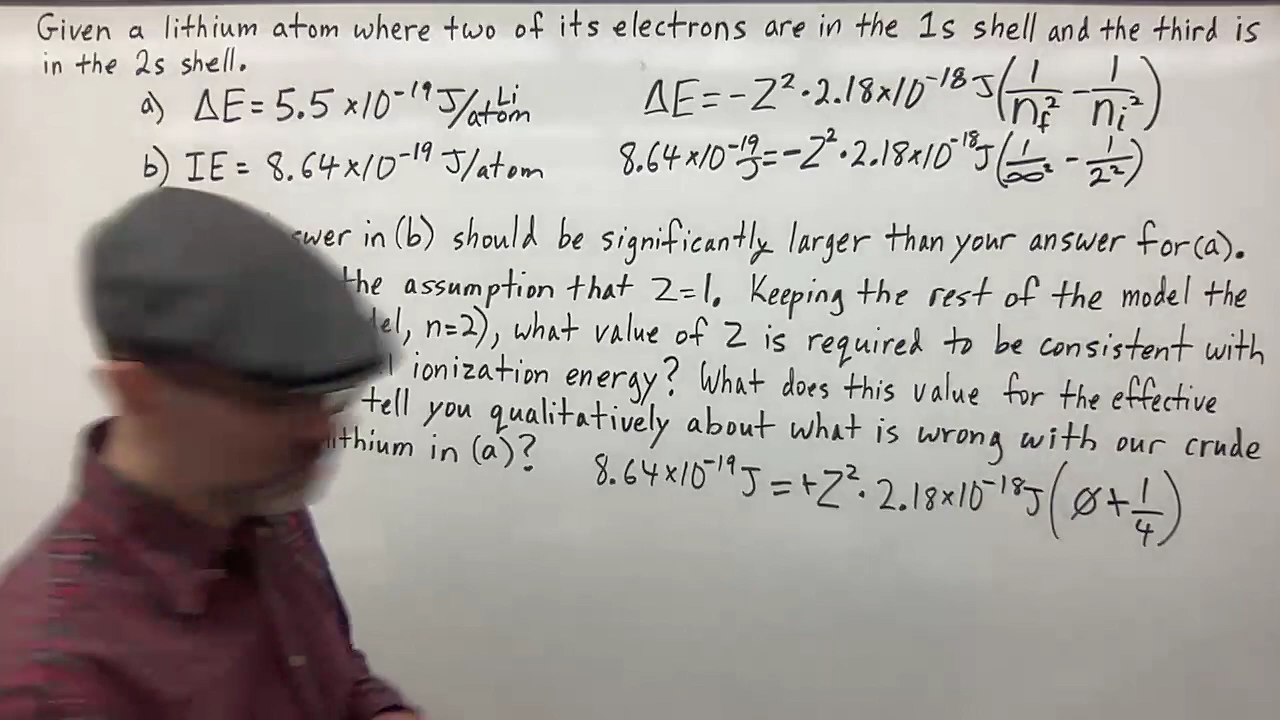 Given a lithium atom where two of its electrons are in the 1s shell and the third is
in the 2s shell.
a) ΔE = 5.5 ×10⁻¹⁹ J/Li atom
ΔE = -Z² · 2.18×10⁻¹⁸ J(1/n_f² - 1/n_i²)
b) IE = 8.64×10⁻¹⁹ J/atom
8.64×10⁻¹⁹ J = -Z² · 2.18×10⁻¹⁸ J(1/∞² - 1/2²)
in (b) should be significantly larger than your answer for (a).
the assumption that Z=1. Keeping the rest of the model the
n=2), what value of Z is required to be consistent with
ionization energy? What does this value for the effective
tell you qualitatively about what is wrong with our crude
in (a)?
8.64×10⁻¹⁹ J = +Z² · 2.18×10⁻¹⁸ J(∅ + 1/4)